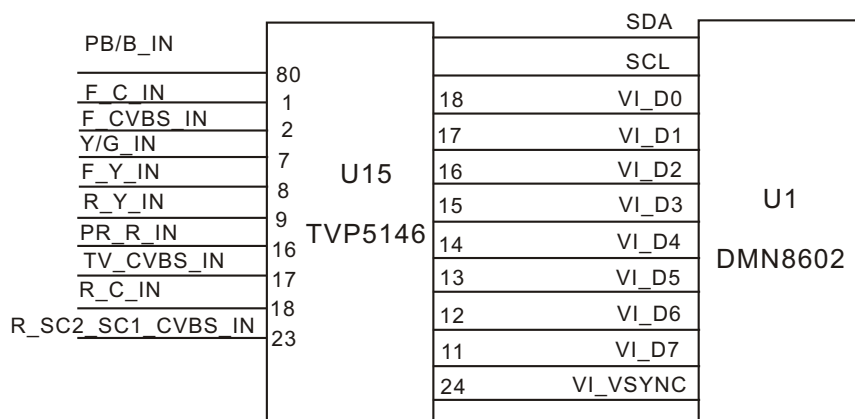 PB/B_IN
80
F_C_IN
1
F_CVBS_IN
2
Y/G_IN
7
F_Y_IN
8
R_Y_IN
9
PR_R_IN
16
TV_CVBS_IN
17
R_C_IN
18
R_SC2_SC1_CVBS_IN
23
U15
TVP5146
SDA
SCL
18 VI_D0
17 VI_D1
16 VI_D2
15 VI_D3
14 VI_D4
13 VI_D5
12 VI_D6
11 VI_D7
24 VI_VSYNC
U1
DMN8602